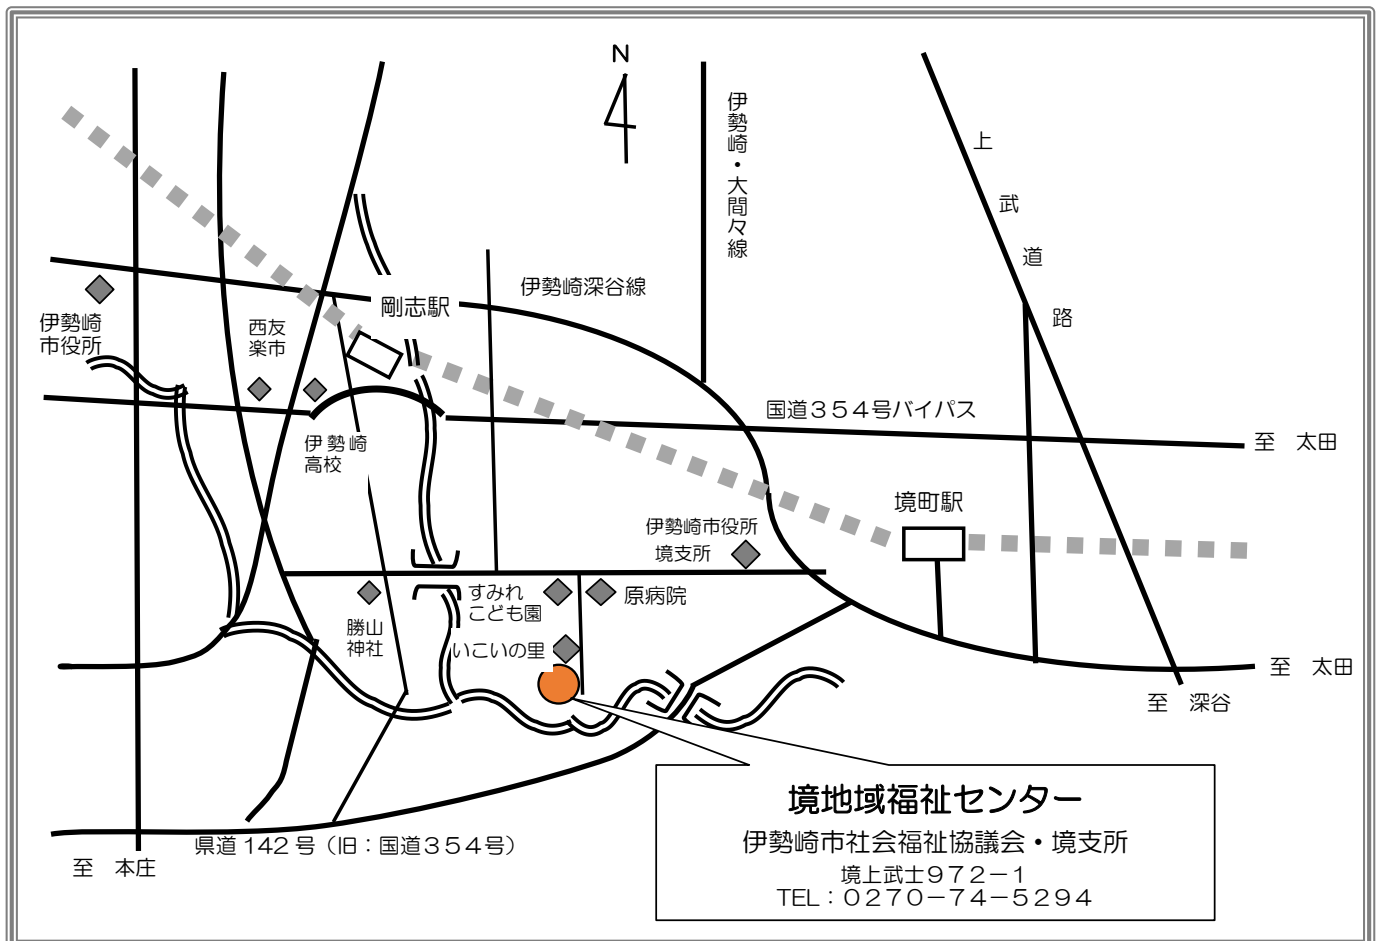 N
伊勢崎・大間々線
上武道路
伊勢崎深谷線
剛志駅
伊勢崎
市役所
西友
楽市
国道３５４号バイパス
至　太田
伊勢崎
高校
境町駅
伊勢崎市役所
境支所
すみれ
こども園
原病院
勝山
神社
いこいの里
至　太田
至　深谷
境地域福祉センター
伊勢崎市社会福祉協議会・境支所
境上武士９７２－１
TEL：０２７０－７４－５２９４
県道142号（旧：国道３５４号）
至　本庄